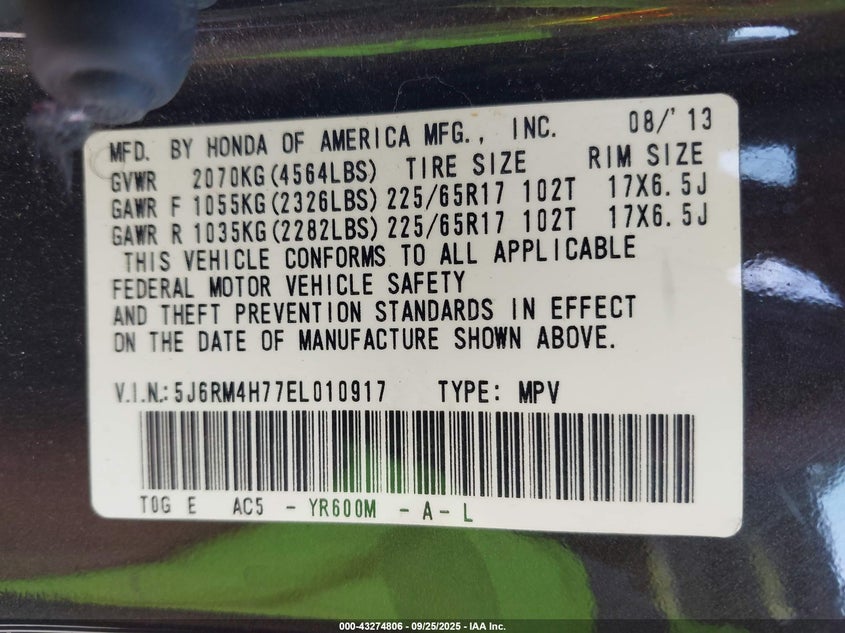 MFD. BY HONDA OF AMERICA MFG., INC. 08/'13
GVWR 2070KG(4564LBS) TIRE SIZE RIM SIZE
GAWR F 1055KG(2326LBS) 225/65R17 102T 17X6.5J
GAWR R 1035KG(2282LBS) 225/65R17 102T 17X6.5J
THIS VEHICLE CONFORMS TO ALL APPLICABLE
FEDERAL MOTOR VEHICLE SAFETY
AND THEFT PREVENTION STANDARDS IN EFFECT
ON THE DATE OF MANUFACTURE SHOWN ABOVE.
V.I.N.: 5J6RM4H77EL010917 TYPE: MPV
TOG E AC5 - YR600M - A - L
000-43274806 - 09/25/2025 - IAA Inc.